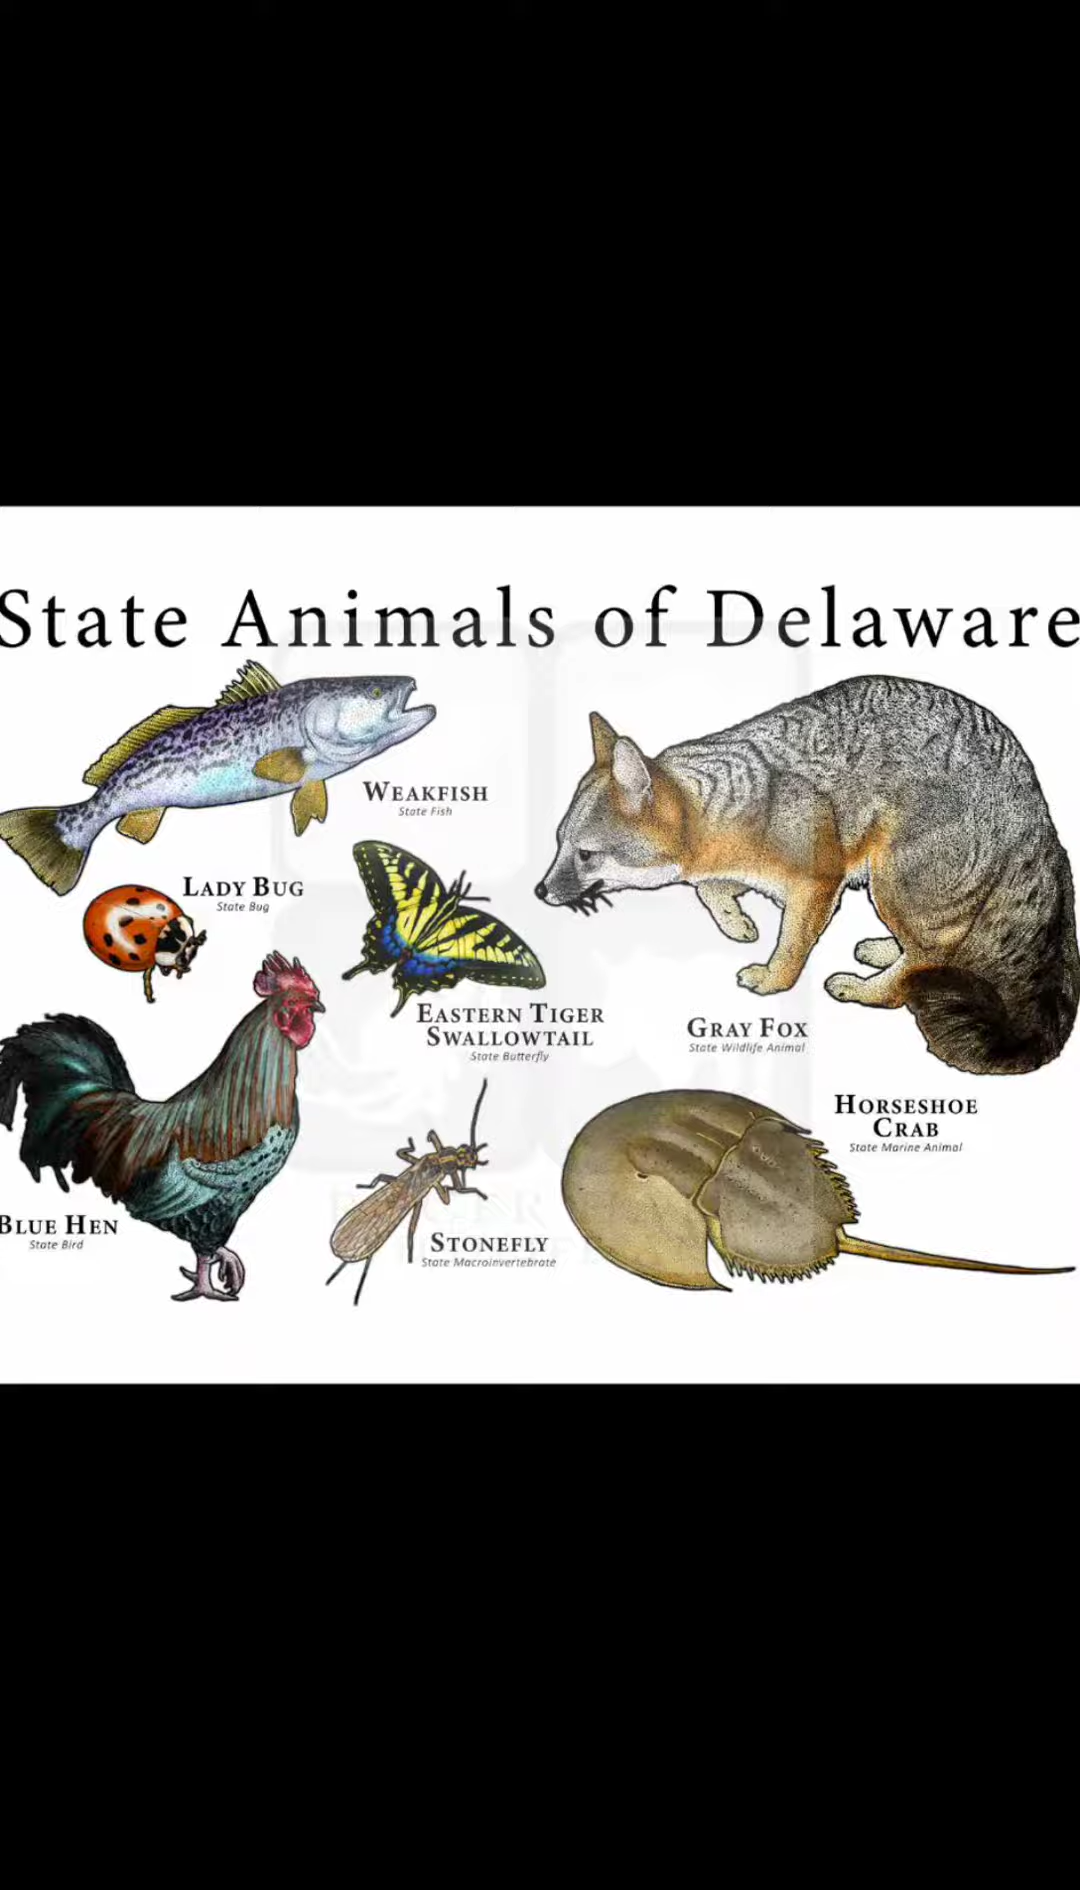 State Animals of Delaware
WEAKFISH
State Fish
LADY BUG
State Bug
EASTERN TIGER
SWALLOWTAIL
State Butterfly
GRAY FOX
State Wildlife Animal
HORSESHOE
CRAB
State Marine Animal
BLUE HEN
State Bird
STONEFLY
State Macroinvertebrate